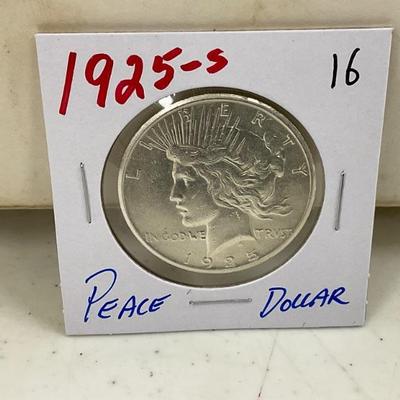 1925-S 16
LIBERTY
IN GOD WE TRUST
1925
PEACE DOLLAR